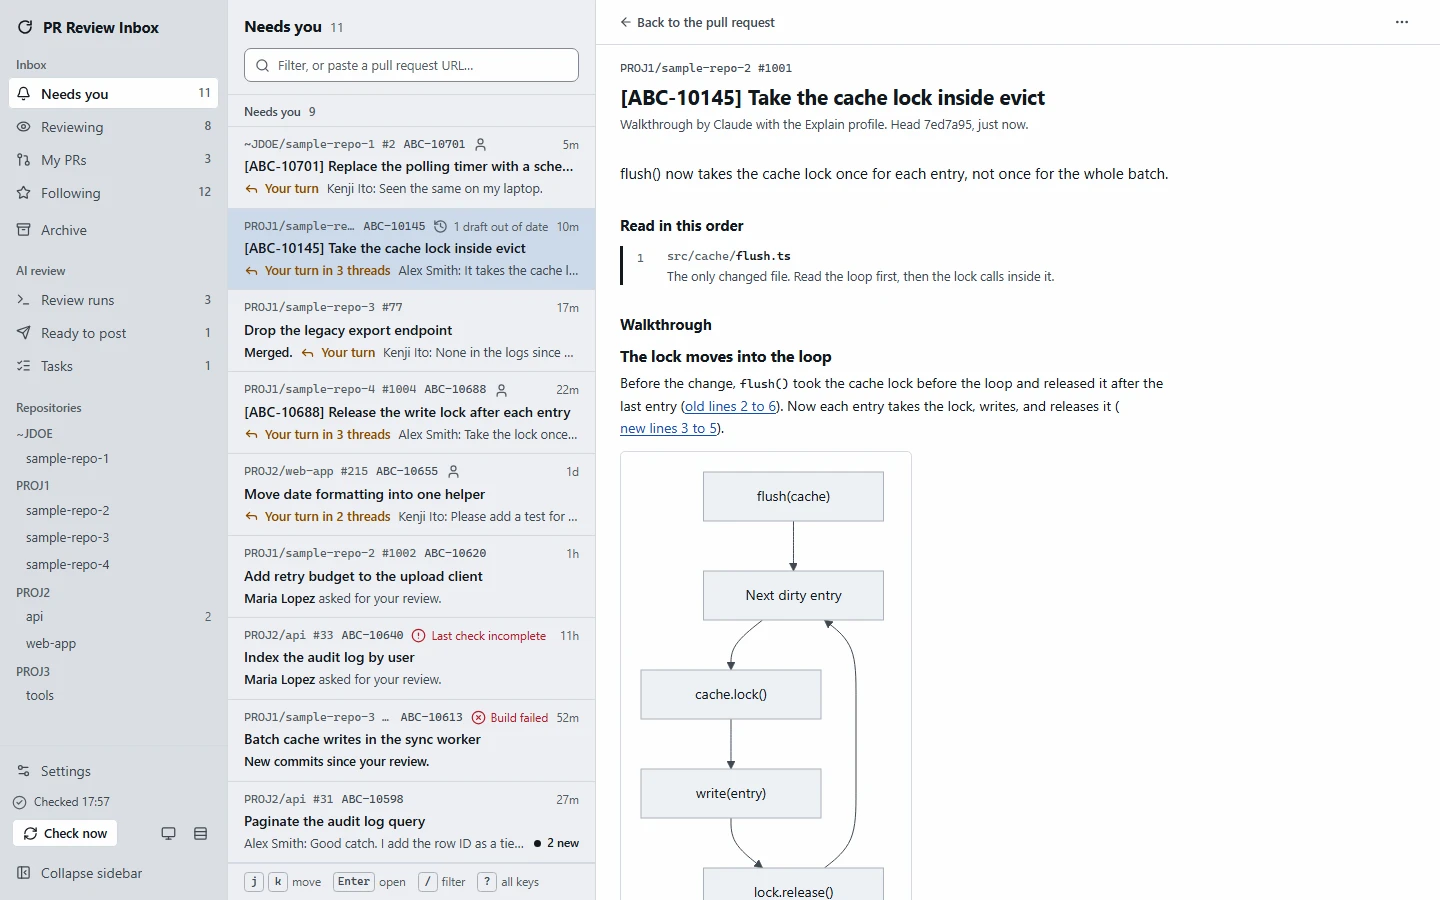 PR Review Inbox
Inbox
Needs you 11
Reviewing 8
My PRs 3
Following 12
Archive
AI review
Review runs 3
Ready to post 1
Tasks 1
Repositories
~JDOE
sample-repo-1
PROJ1
sample-repo-2
sample-repo-3
sample-repo-4
PROJ2
api 2
web-app
PROJ3
tools
Settings
Checked 17:57
Check now
Collapse sidebar
Needs you 11
Filter, or paste a pull request URL...
Needs you 9
~JDOE/sample-repo-1 #2 ABC-10701 5m
[ABC-10701] Replace the polling timer with a sche...
Your turn Kenji Ito: Seen the same on my laptop.
PROJ1/sample-re... ABC-10145 1 draft out of date 10m
[ABC-10145] Take the cache lock inside evict
Your turn in 3 threads Alex Smith: It takes the cache l...
PROJ1/sample-repo-3 #77 17m
Drop the legacy export endpoint
Merged. Your turn Kenji Ito: None in the logs since ...
PROJ1/sample-repo-4 #1004 ABC-10688 22m
[ABC-10688] Release the write lock after each entry
Your turn in 3 threads Alex Smith: Take the lock once...
PROJ2/web-app #215 ABC-10655 1d
Move date formatting into one helper
Your turn in 2 threads Kenji Ito: Please add a test for ...
PROJ1/sample-repo-2 #1002 ABC-10620 1h
Add retry budget to the upload client
Maria Lopez asked for your review.
PROJ2/api #33 ABC-10640 Last check incomplete 11h
Index the audit log by user
Maria Lopez asked for your review.
PROJ1/sample-repo-3 ... ABC-10613 Build failed 52m
Batch cache writes in the sync worker
New commits since your review.
PROJ2/api #31 ABC-10598 27m
Paginate the audit log query
Alex Smith: Good catch. I add the row ID as a tie... 2 new
j k move Enter open / filter ? all keys
Back to the pull request
PROJ1/sample-repo-2 #1001
[ABC-10145] Take the cache lock inside evict
Walkthrough by Claude with the Explain profile. Head 7ed7a95, just now.
flush() now takes the cache lock once for each entry, not once for the whole batch.
Read in this order
1 src/cache/flush.ts
The only changed file. Read the loop first, then the lock calls inside it.
Walkthrough
The lock moves into the loop
Before the change, flush() took the cache lock before the loop and released it after the
last entry (old lines 2 to 6). Now each entry takes the lock, writes, and releases it (
new lines 3 to 5).
flush(cache)
Next dirty entry
cache.lock()
write(entry)
lock.release()